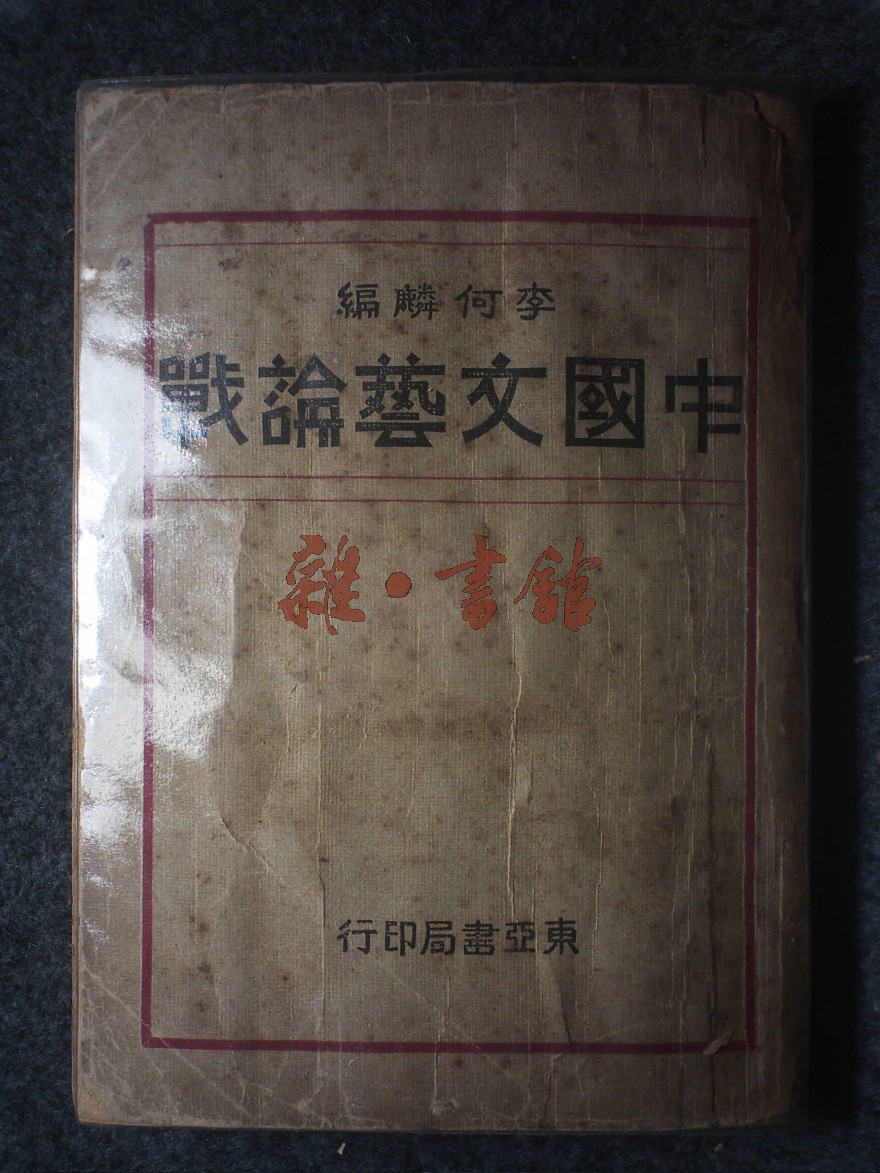 李何麟編
中國文藝論戰
雜·書館
東亞書局印行